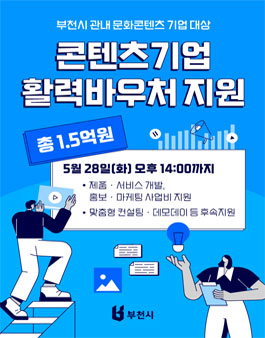 부천시 관내 문화콘텐츠 기업 대상
콘텐츠기업
활력바우처 지원
총 1.5억원
5월 28일(화) 오후 14:00까지
• 제품 · 서비스 개발,
홍보 · 마케팅 사업비 지원
• 맞춤형 컨설팅 · 데모데이 등 후속지원
부천시